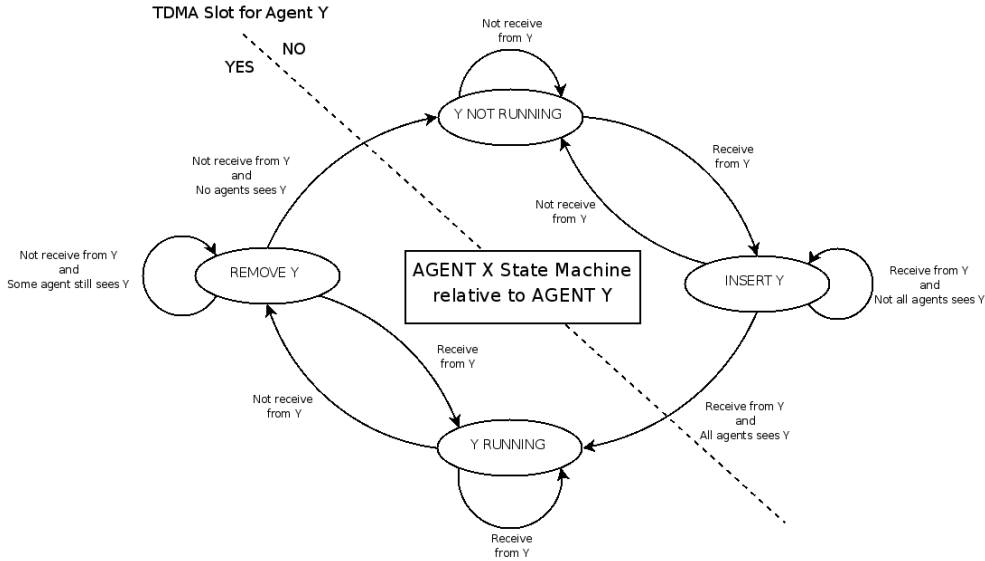 TDMA Slot for Agent Y
NO
YES
Not receive
from Y
Y NOT RUNNING
Receive
from Y
Not receive from Y
and
No agents sees Y
Not receive
from Y
Not receive from Y
and
Some agent still sees Y
REMOVE Y
AGENT X State Machine
relative to AGENT Y
INSERT Y
Receive from Y
and
Not all agents sees Y
Receive
from Y
Not receive
from Y
Receive from Y
and
All agents sees Y
Y RUNNING
Receive
from Y